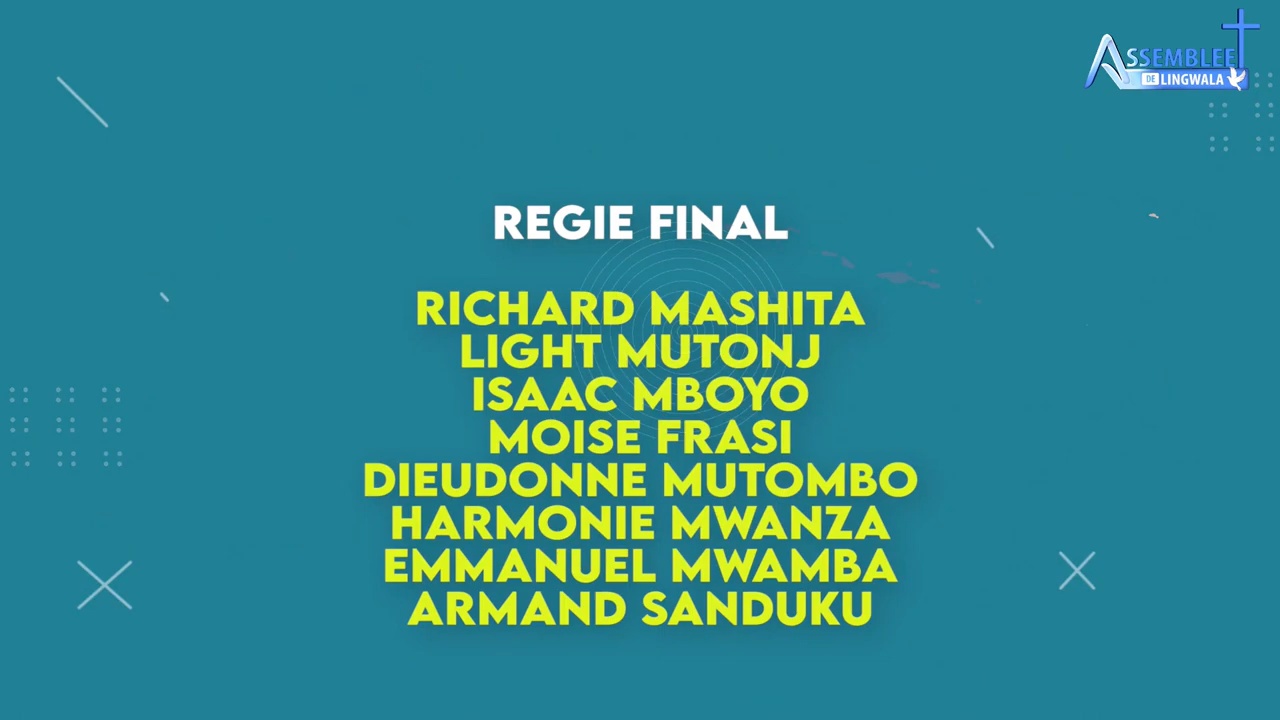 ASSEMBLEE
DE LINGWALA
REGIE FINAL
RICHARD MASHITA
LIGHT MUTONJ
ISAAC MBOYO
MOISE FRASI
DIEUDONNE MUTOMBO
HARMONIE MWANZA
EMMANUEL MWAMBA
ARMAND SANDUKU